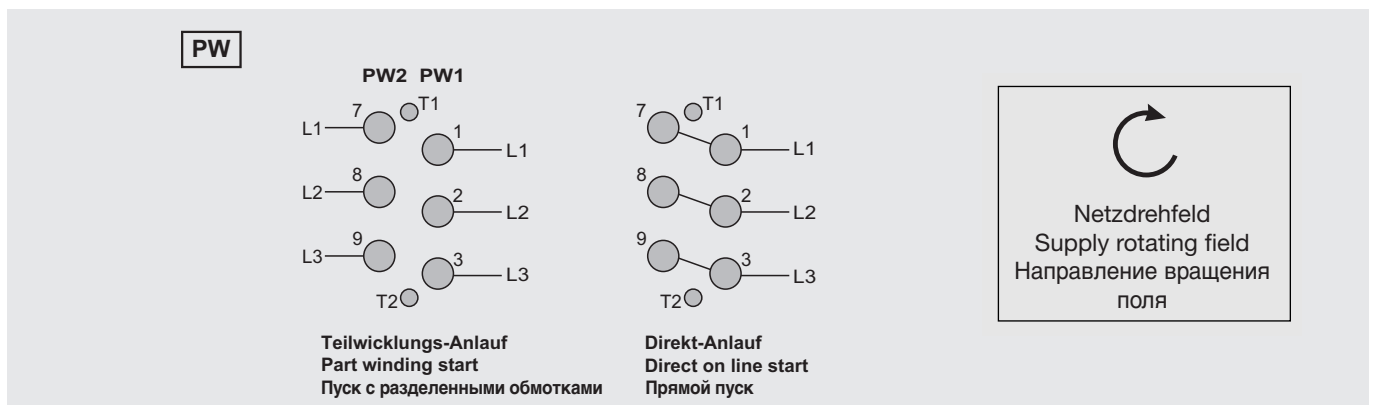 PW
PW2 PW1
7 T1
L1 1 L1
8
L2 2 L2
9
L3 3 L3
T2
Teilwicklungs-Anlauf
Part winding start
Пуск с разделенными обмотками
7 T1
1 L1
8
2 L2
9
3 L3
T2
Direkt-Anlauf
Direct on line start
Прямой пуск
Netzdrehfeld
Supply rotating field
Направление вращения
поля